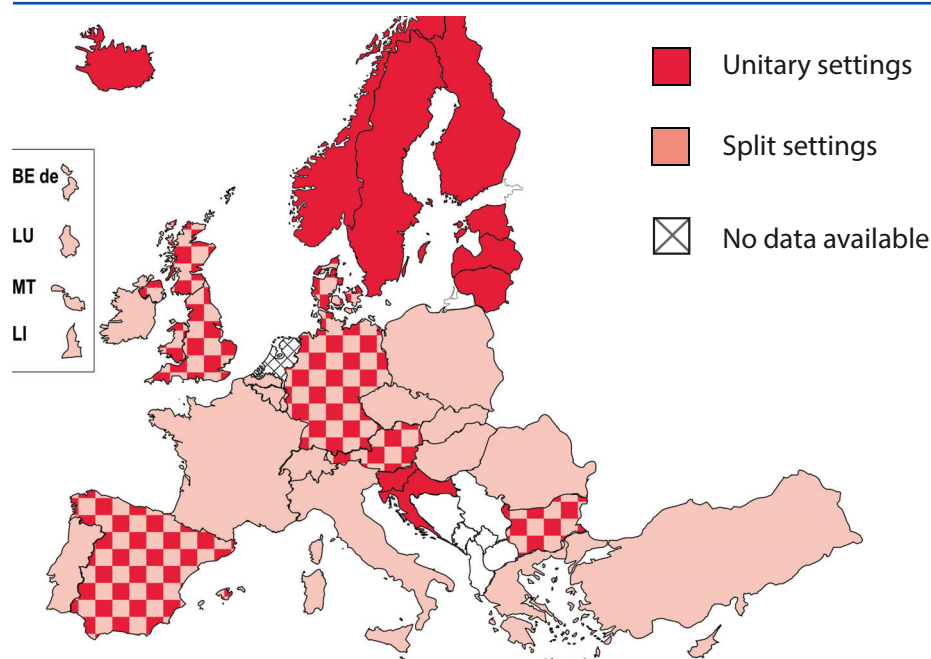 Unitary settings
Split settings
No data available
BE de
LU
MT
LI